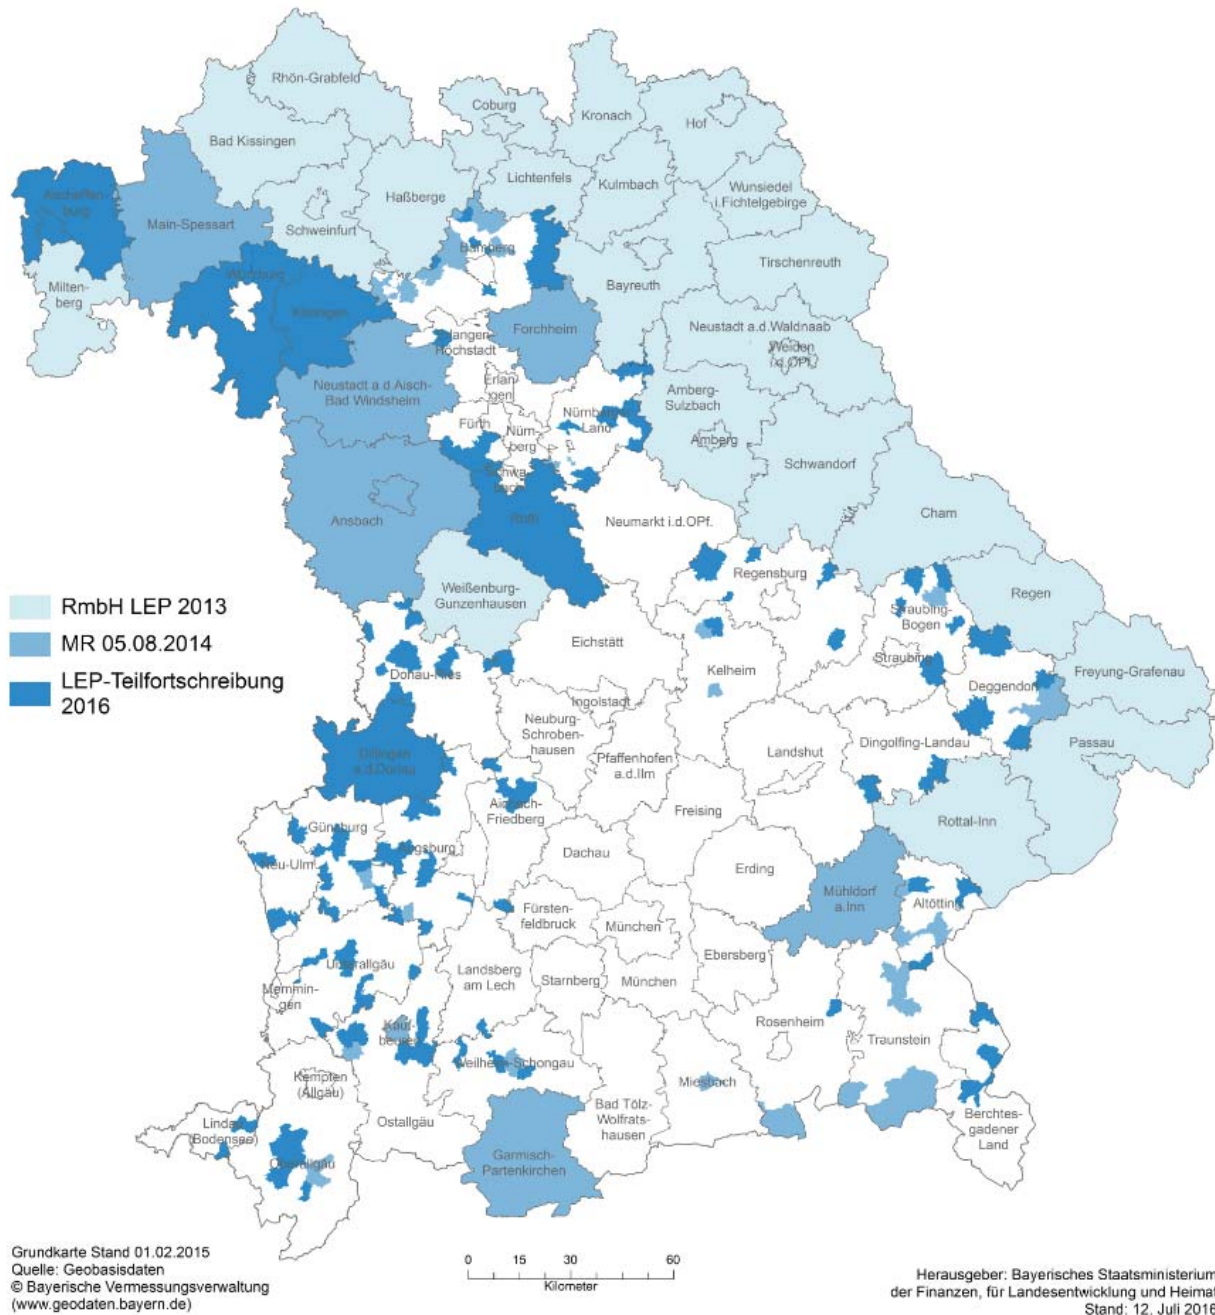 Rhön-Grabfeld
Coburg
Kronach
Hof
Bad Kissingen
Lichtenfels
Kulmbach
Wunsiedel
i.Fichtelgebirge
Aschaffen-
burg
Main-Spessart
Haßberge
Schweinfurt
Bamberg
Tirschenreuth
Milten-
berg
Würzburg
Kitzingen
Bayreuth
Forchheim
Neustadt a.d.Waldnaab
Weiden
i.d.OPf.
langen-
Höchstadt
Neustadt a.d.Aisch-
Bad Windsheim
Erlan-
gen
Amberg-
Sulzbach
Fürth
Nürn-
berg
Nürnberger
Land
Amberg
Schwandorf
Schwa-
bach
Ansbach
Roth
Neumarkt i.d.OPf.
Cham
RmbH LEP 2013
MR 05.08.2014
LEP-Teilfortschreibung
2016
Weißenburg-
Gunzenhausen
Regensburg
Regen
Straubing-
Bogen
Eichstätt
Kelheim
Straubing
Freyung-Grafenau
Donau-Ries
Deggendorf
Ingolstadt
Neuburg-
Schroben-
hausen
Landshut
Dingolfing-Landau
Passau
Dillingen
a.d.Donau
Pfaffenhofen
a.d.Ilm
Aichach-
Friedberg
Freising
Rottal-Inn
Günzburg
Augsburg
Neu-Ulm
Dachau
Erding
Mühldorf
a.Inn
Altötting
Fürsten-
feldbruck
München
Ebersberg
Unterallgäu
Landsberg
am Lech
Starnberg
München
Memmin-
gen
Kauf-
beuren
Rosenheim
Traunstein
Weilheim-Schongau
Miesbach
Kempten
(Allgäu)
Ostallgäu
Bad Tölz-
Wolfrats-
hausen
Berchtes-
gadener
Land
Lindau
(Bodensee)
Oberallgäu
Garmisch-
Partenkirchen
Grundkarte Stand 01.02.2015
Quelle: Geobasisdaten
© Bayerische Vermessungsverwaltung
(www.geodaten.bayern.de)
0 15 30 60
Kilometer
Herausgeber: Bayerisches Staatsministerium
der Finanzen, für Landesentwicklung und Heimat
Stand: 12. Juli 2016